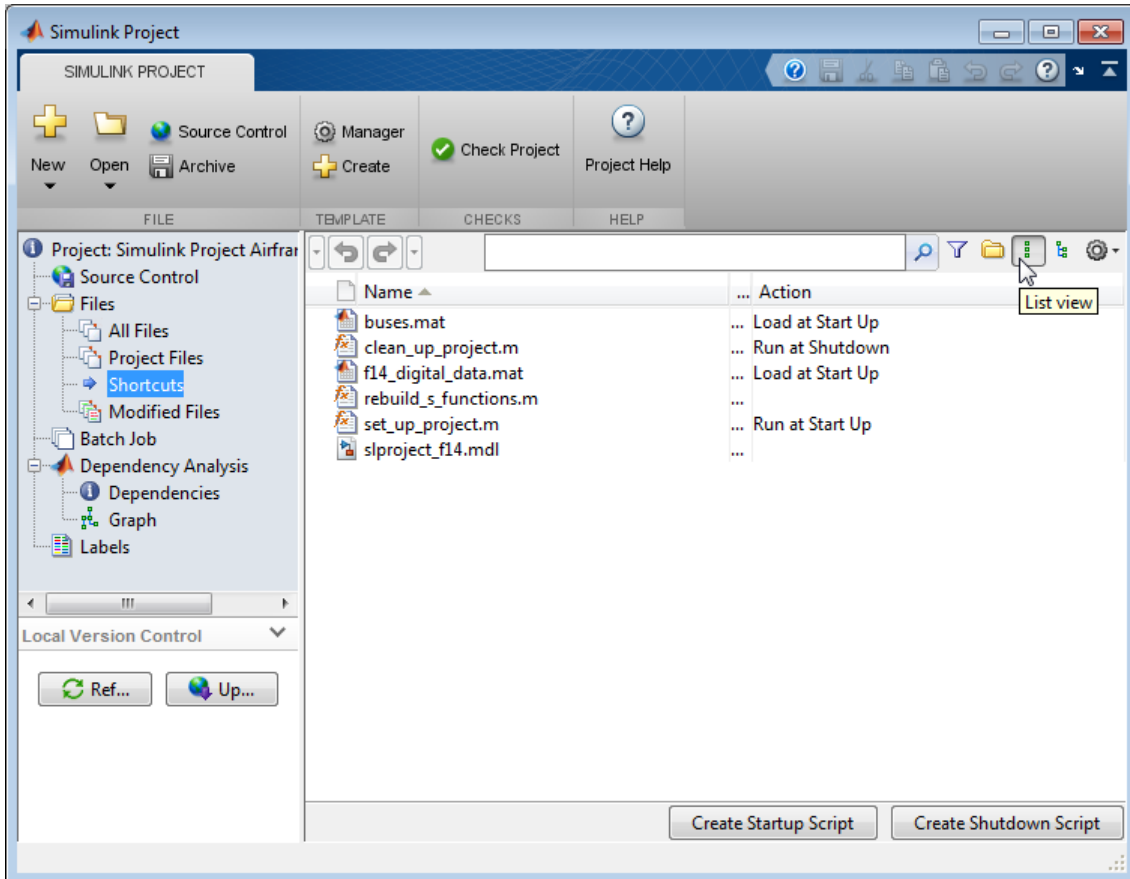 Simulink Project
SIMULINK PROJECT
New
Open
Source Control
Archive
Manager
Create
Check Project
Project Help
FILE
TEMPLATE
CHECKS
HELP
Project: Simulink Project Airfrar
Source Control
Files
All Files
Project Files
Shortcuts
Modified Files
Batch Job
Dependency Analysis
Dependencies
Graph
Labels
Local Version Control
Ref...
Up...
Name ... Action
buses.mat ... Load at Start Up
clean_up_project.m ... Run at Shutdown
f14_digital_data.mat ... Load at Start Up
rebuild_s_functions.m ...
set_up_project.m ... Run at Start Up
slproject_f14.mdl ...
List view
Create Startup Script
Create Shutdown Script